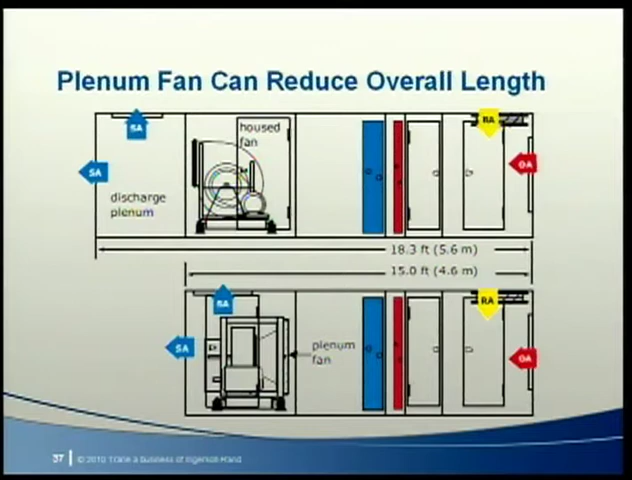 Plenum Fan Can Reduce Overall Length
housed
fan
SA
RA
SA
OA
discharge
plenum
18.3 ft (5.6 m)
15.0 ft (4.6 m)
SA
RA
SA
plenum
fan
OA
37
© 2010 Trane a business of Ingersoll-Rand